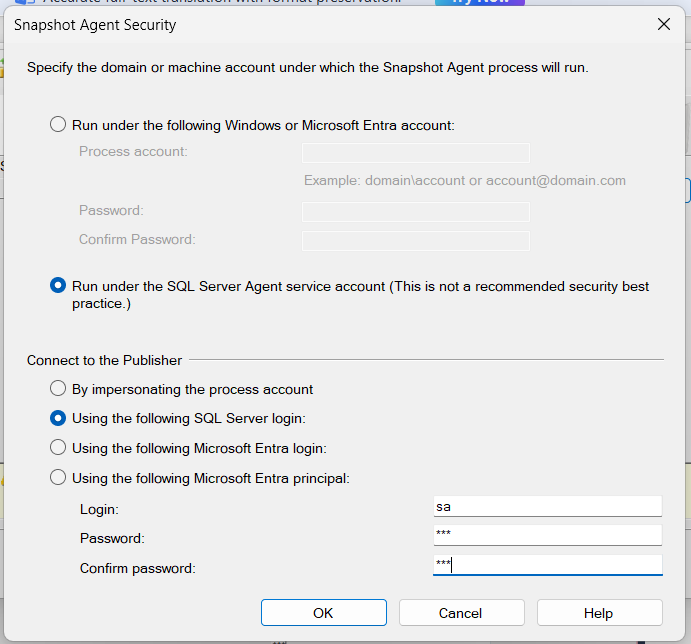 Accurate full-text translation with format preservation.
Try Now
Snapshot Agent Security
Specify the domain or machine account under which the Snapshot Agent process will run.
Run under the following Windows or Microsoft Entra account:
Process account:
Example: domain\account or account@domain.com
Password:
Confirm Password:
Run under the SQL Server Agent service account (This is not a recommended security best
practice.)
Connect to the Publisher
By impersonating the process account
Using the following SQL Server login:
Using the following Microsoft Entra login:
Using the following Microsoft Entra principal:
Login: sa
Password: ***
Confirm password: ***
OK Cancel Help